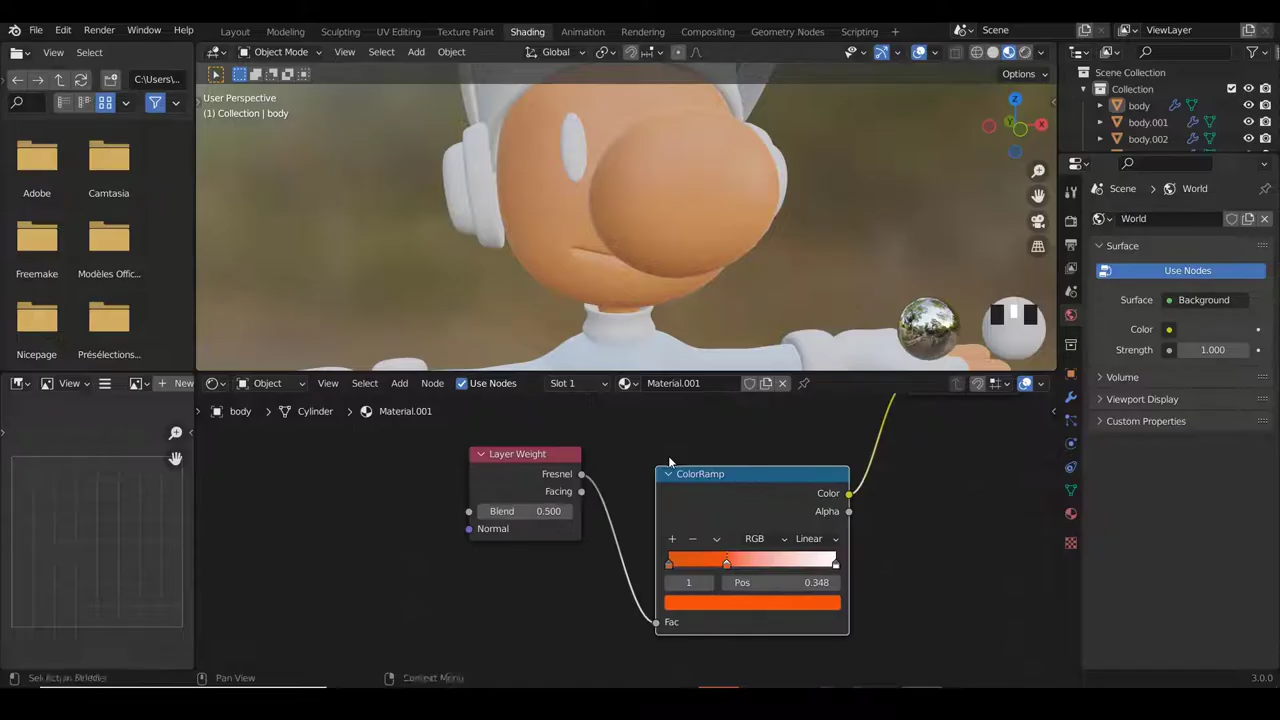 File Edit Render Window Help
Layout Modeling Sculpting UV Editing Texture Paint Shading Animation Rendering Compositing Geometry Nodes Scripting +
Scene
ViewLayer
View Select
Object Mode View Select Add Object
Global
C:\Users\...
Options
User Perspective
(1) Collection | body
Z
X
Y
Adobe
Camtasia
Freemake
Modèles Offic...
Nicepage
Présélections...
Scene Collection
Collection
body
body.001
body.002
Scene
World
World
Surface
Use Nodes
Surface
Background
Color
Strength
1.000
Volume
Viewport Display
Custom Properties
View
New
Object View Select Add Node Use Nodes Slot 1 Material.001
body
Cylinder
Material.001
Layer Weight
Fresnel
Facing
Blend 0.500
Normal
ColorRamp
Color
Alpha
RGB
Linear
1
Pos 0.348
Fac
Pan View
Context Menu
3.0.0